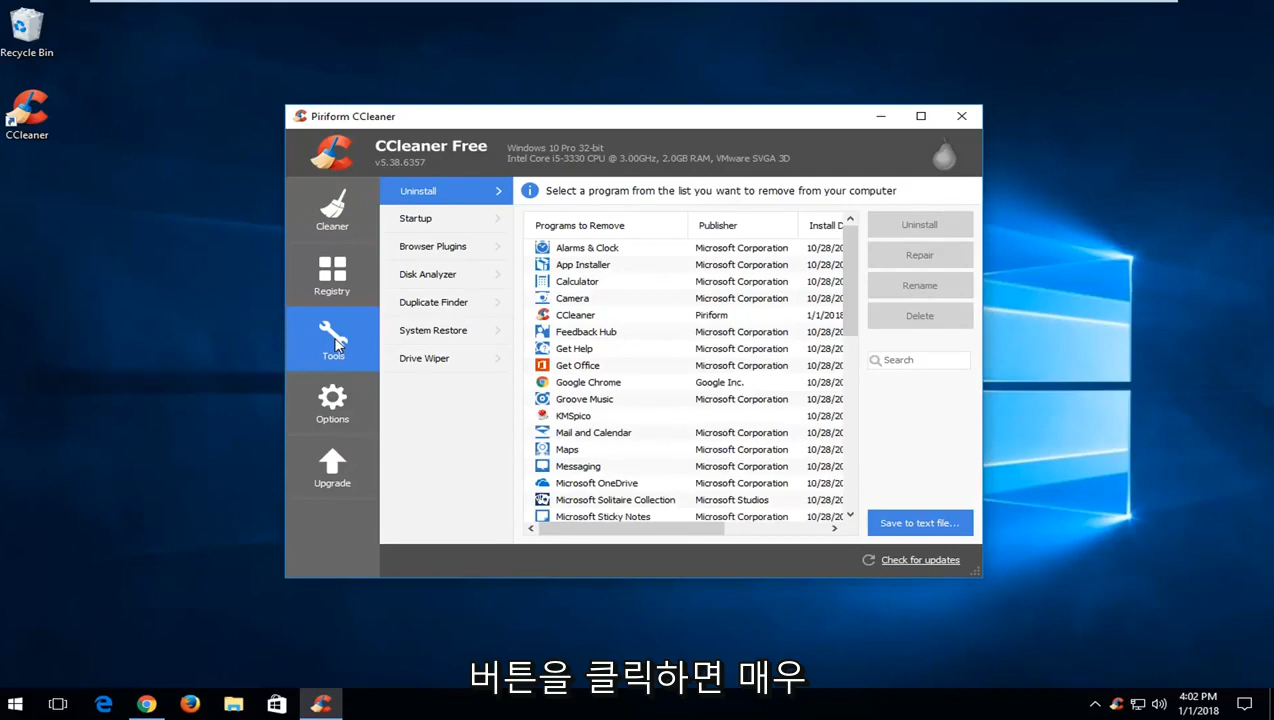 Recycle Bin
CCleaner
Piriform CCleaner
CCleaner Free
v5.38.6357
Windows 10 Pro 32-bit
Intel Core i5-3330 CPU @ 3.00GHz, 2.0GB RAM, VMware SVGA 3D
Cleaner
Registry
Tools
Options
Upgrade
Uninstall
Startup
Browser Plugins
Disk Analyzer
Duplicate Finder
System Restore
Drive Wiper
Select a program from the list you want to remove from your computer
Programs to Remove Publisher Install D
Alarms & Clock Microsoft Corporation 10/28/20
App Installer Microsoft Corporation 10/28/20
Calculator Microsoft Corporation 10/28/20
Camera Microsoft Corporation 10/28/20
CCleaner Piriform 1/1/2018
Feedback Hub Microsoft Corporation 10/28/20
Get Help Microsoft Corporation 10/28/20
Get Office Microsoft Corporation 10/28/20
Google Chrome Google Inc. 10/28/20
Groove Music Microsoft Corporation 10/28/20
KMSpico 10/28/20
Mail and Calendar Microsoft Corporation 10/28/20
Maps Microsoft Corporation 10/28/20
Messaging Microsoft Corporation 10/28/20
Microsoft OneDrive Microsoft Corporation 10/28/20
Microsoft Solitaire Collection Microsoft Studios 10/28/20
Microsoft Sticky Notes Microsoft Corporation 10/28/20
Uninstall
Repair
Rename
Delete
Search
Save to text file...
Check for updates
버튼을 클릭하면 매우
4:02 PM
1/1/2018